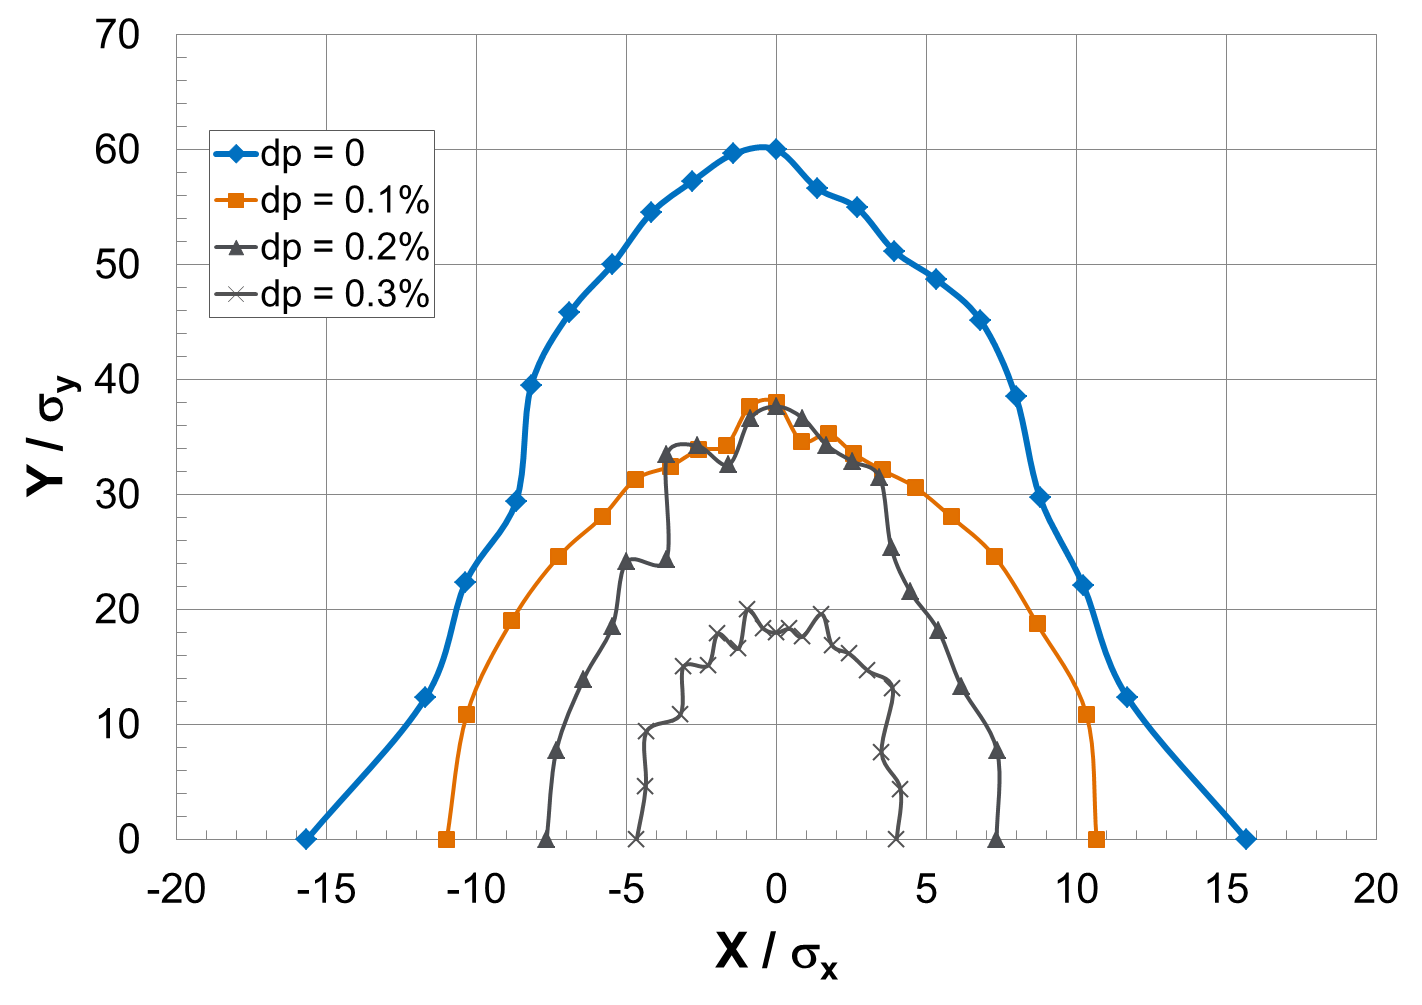 70
60
50
40
30
20
10
0
dp = 0
dp = 0.1%
dp = 0.2%
dp = 0.3%
Y / σy
-20 -15 -10 -5 0 5 10 15 20
X / σx